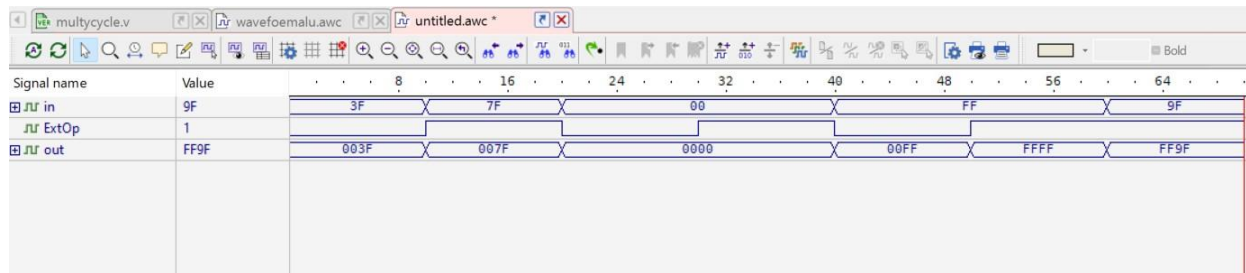 multycycle.v wavefoemalu.awc untitled.awc *
Bold
Signal name Value 8 16 24 32 40 48 56 64
in 9F 3F 7F 00 FF 9F
ExtOp 1
out FF9F 003F 007F 0000 00FF FFFF FF9F